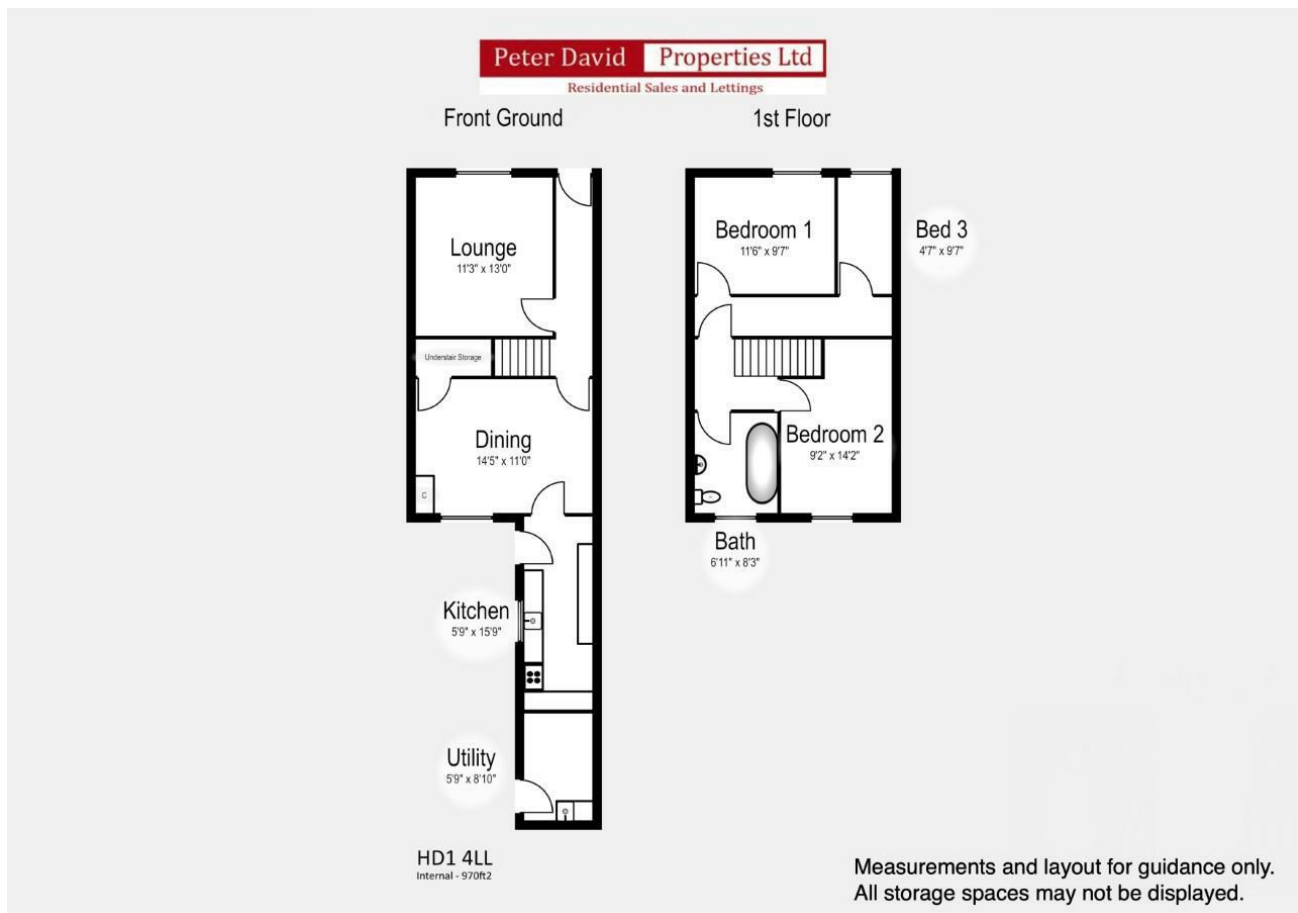 Peter David Properties Ltd
Residential Sales and Lettings
Front Ground
1st Floor
Lounge
11'3" x 13'0"
Understair Storage
Dining
14'5" x 11'0"
C
Kitchen
5'9" x 15'9"
Utility
5'9" x 8'10"
Bedroom 1
11'6" x 9'7"
Bed 3
4'7" x 9'7"
Bedroom 2
9'2" x 14'2"
Bath
6'11" x 8'3"
HD1 4LL
Internal - 970ft2
Measurements and layout for guidance only.
All storage spaces may not be displayed.